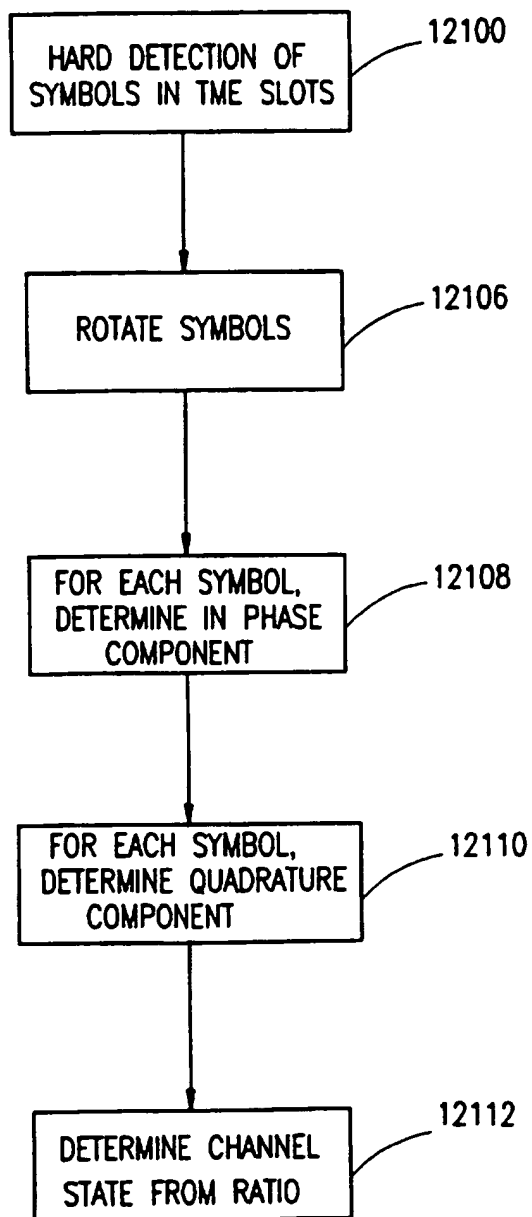 12100
HARD DETECTION OF
SYMBOLS IN TME SLOTS
12106
ROTATE SYMBOLS
12108
FOR EACH SYMBOL,
DETERMINE IN PHASE
COMPONENT
12110
FOR EACH SYMBOL,
DETERMINE QUADRATURE
COMPONENT
12112
DETERMINE CHANNEL
STATE FROM RATIO